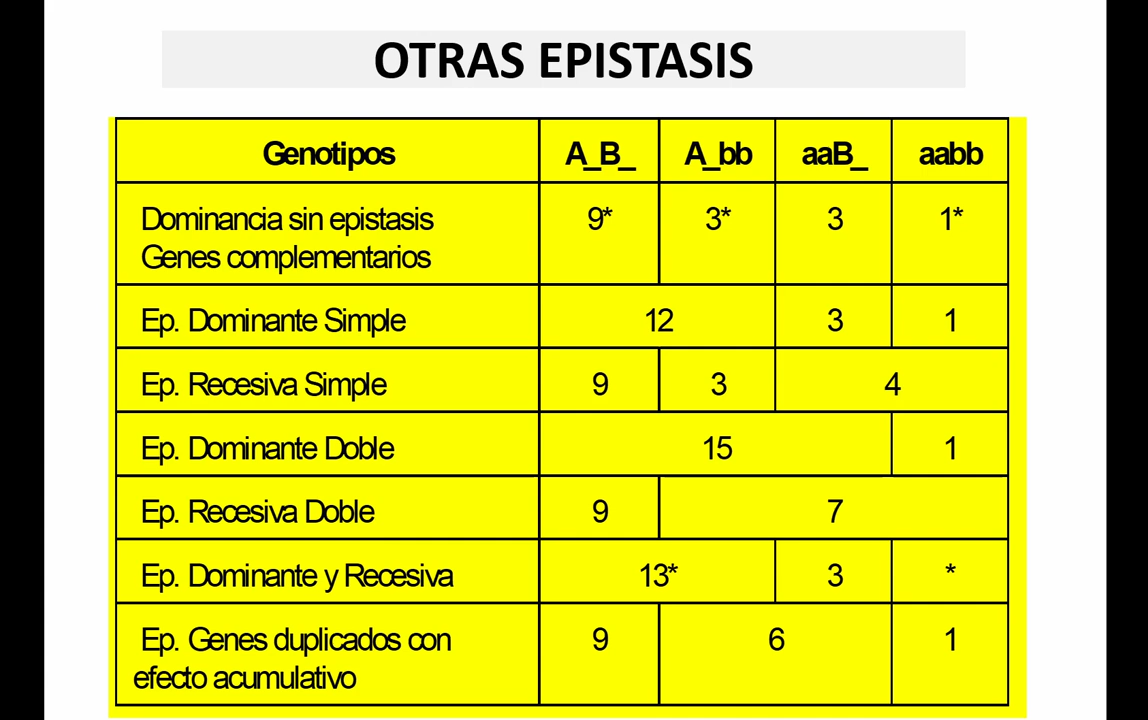 OTRAS EPISTASIS
Genotipos A_B_ A_bb aaB_ aabb
Dominancia sin epistasis 9* 3* 3 1*
Genes complementarios
Ep. Dominante Simple 12 3 1
Ep. Recesiva Simple 9 3 4
Ep. Dominante Doble 15 1
Ep. Recesiva Doble 9 7
Ep. Dominante y Recesiva 13* 3 *
Ep. Genes duplicados con 9 6 1
efecto acumulativo